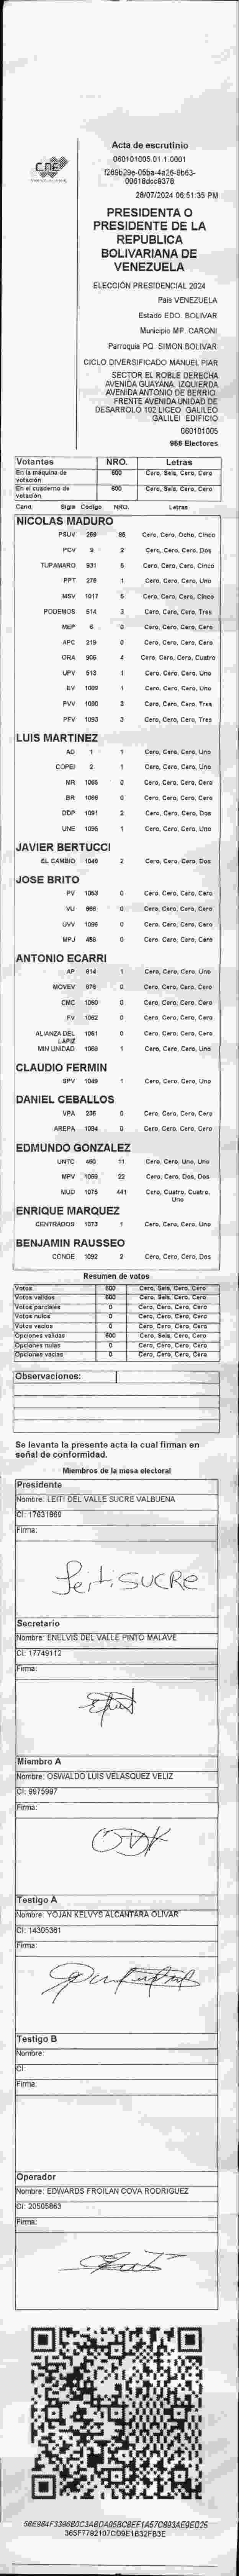 CNE
Acta de escrutinio
060101005.01.1.0001
f269b29e-05ba-4a26-9b63-
00618dcc9378
28/07/2024 06:51:35 PM
PRESIDENTA O
PRESIDENTE DE LA
REPUBLICA
BOLIVARIANA DE
VENEZUELA
ELECCIÓN PRESIDENCIAL 2024
País VENEZUELA
Estado EDO. BOLIVAR
Municipio MP. CARONI
Parroquia PQ. SIMON BOLIVAR
CICLO DIVERSIFICADO MANUEL PIAR
SECTOR EL ROBLE DERECHA
AVENIDA GUAYANA. IZQUIERDA
AVENIDA ANTONIO DE BERRIO.
FRENTE AVENIDA UNIDAD DE
DESARROLO 102 LICEO GALILEO
GALILEI EDIFICIO
060101005
966 Electores
Votantes NRO. Letras
En la máquina de votación 600 Cero, Seis, Cero, Cero
En el cuaderno de votación 600 Cero, Seis, Cero, Cero
Cand. Sigla Código NRO. Letras
NICOLAS MADURO
PSUV 269 85 Cero, Cero, Ocho, Cinco
PCV 9 2 Cero, Cero, Cero, Dos
TUPAMARO 931 5 Cero, Cero, Cero, Cinco
PPT 276 1 Cero, Cero, Cero, Uno
MSV 1017 5 Cero, Cero, Cero, Cinco
PODEMOS 514 3 Cero, Cero, Cero, Tres
MEP 6 0 Cero, Cero, Cero, Cero
APC 219 0 Cero, Cero, Cero, Cero
ORA 906 4 Cero, Cero, Cero, Cuatro
UPV 513 1 Cero, Cero, Cero, Uno
EV 1089 1 Cero, Cero, Cero, Uno
PVV 1090 3 Cero, Cero, Cero, Tres
PFV 1093 3 Cero, Cero, Cero, Tres
LUIS MARTINEZ
AD 1 1 Cero, Cero, Cero, Uno
COPEI 2 1 Cero, Cero, Cero, Uno
MR 1065 0 Cero, Cero, Cero, Cero
BR 1069 0 Cero, Cero, Cero, Cero
DDP 1091 2 Cero, Cero, Cero, Dos
UNE 1095 1 Cero, Cero, Cero, Uno
JAVIER BERTUCCI
EL CAMBIO 1046 2 Cero, Cero, Cero, Dos
JOSE BRITO
PV 1053 0 Cero, Cero, Cero, Cero
VU 868 0 Cero, Cero, Cero, Cero
UVV 1096 0 Cero, Cero, Cero, Cero
MPJ 459 0 Cero, Cero, Cero, Cero
ANTONIO ECARRI
AP 914 1 Cero, Cero, Cero, Uno
MOVEV 979 0 Cero, Cero, Cero, Cero
CMC 1050 0 Cero, Cero, Cero, Cero
FV 1062 0 Cero, Cero, Cero, Cero
ALIANZA DEL LAPIZ 1061 0 Cero, Cero, Cero, Cero
MIN UNIDAD 1068 1 Cero, Cero, Cero, Uno
CLAUDIO FERMIN
SPV 1049 1 Cero, Cero, Cero, Uno
DANIEL CEBALLOS
VPA 236 0 Cero, Cero, Cero, Cero
AREPA 1094 0 Cero, Cero, Cero, Cero
EDMUNDO GONZALEZ
UNTC 460 11 Cero, Cero, Uno, Uno
MPV 1066 22 Cero, Cero, Dos, Dos
MUD 1075 441 Cero, Cuatro, Cuatro,
Uno
ENRIQUE MARQUEZ
CENTRADOS 1073 1 Cero, Cero, Cero, Uno
BENJAMIN RAUSSEO
CONDE 1092 2 Cero, Cero, Cero, Dos
Resumen de votos
Votos 600 Cero, Seis, Cero, Cero
Votos validos 600 Cero, Seis, Cero, Cero
Votos parciales 0 Cero, Cero, Cero, Cero
Votos nulos 0 Cero, Cero, Cero, Cero
Votos vacios 0 Cero, Cero, Cero, Cero
Opciones validas 600 Cero, Seis, Cero, Cero
Opciones nulas 0 Cero, Cero, Cero, Cero
Opciones vacias 0 Cero, Cero, Cero, Cero
Observaciones:
Se levanta la presente acta la cual firman en
señal de conformidad.
Miembros de la mesa electoral
Presidente
Nombre: LEITI DEL VALLE SUCRE VALBUENA
CI: 17631869
Firma:
Leiti SUCRE
Secretario
Nombre: ENELVIS DEL VALLE PINTO MALAVE
CI: 17749112
Firma:
Miembro A
Nombre: OSWALDO LUIS VELASQUEZ VELIZ
CI: 9975997
Firma:
Testigo A
Nombre: YOJAN KELVYS ALCANTARA OLIVAR
CI: 14305361
Firma:
Testigo B
Nombre:
CI:
Firma:
Operador
Nombre: EDWARDS FROILAN COVA RODRIGUEZ
CI: 20505863
Firma:
365F7792107CD9E1B32FB3E